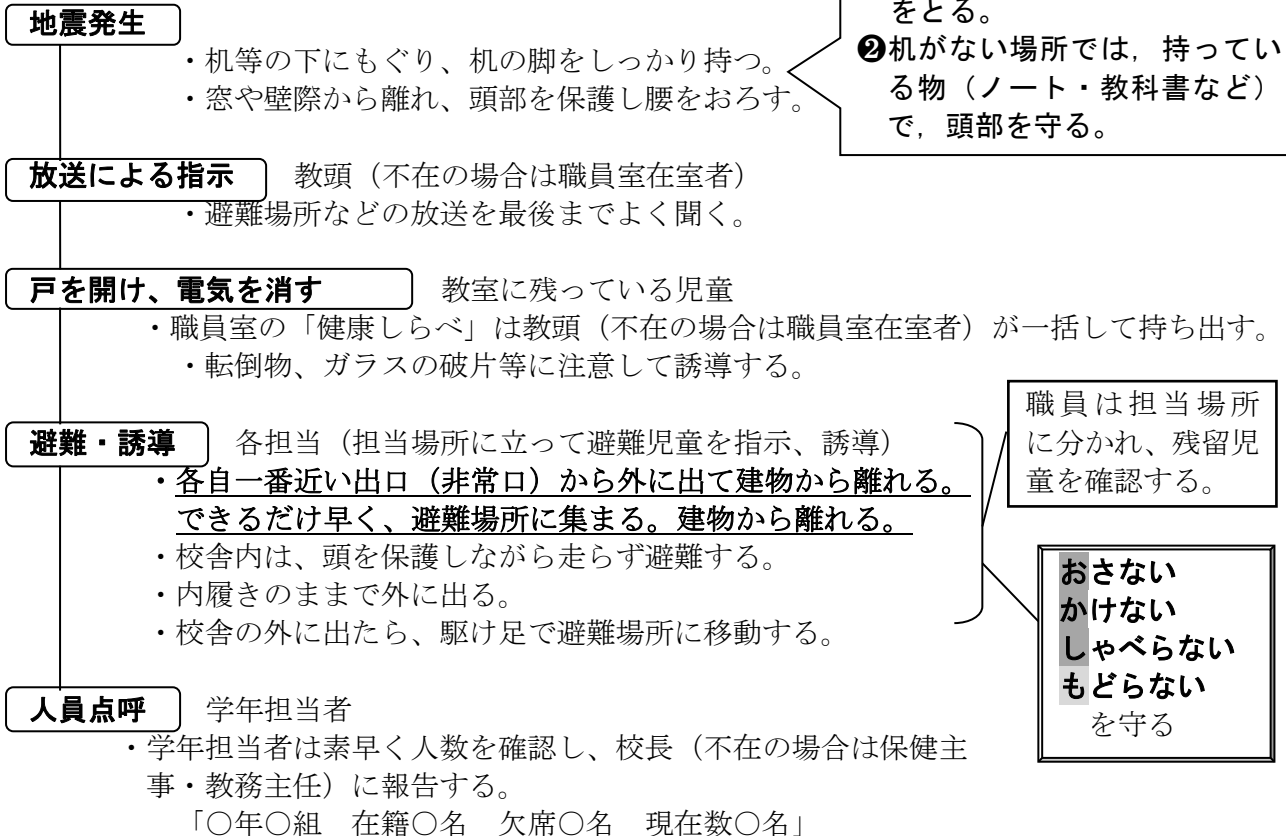 をとる。
❷机がない場所では，持ってい
る物（ノート・教科書など）
で，頭部を守る。
地震発生
・机等の下にもぐり、机の脚をしっかり持つ。
・窓や壁際から離れ、頭部を保護し腰をおろす。
放送による指示　教頭（不在の場合は職員室在室者）
・避難場所などの放送を最後までよく聞く。
戸を開け、電気を消す　教室に残っている児童
・職員室の「健康しらべ」は教頭（不在の場合は職員室在室者）が一括して持ち出す。
・転倒物、ガラスの破片等に注意して誘導する。
避難・誘導　各担当（担当場所に立って避難児童を指示、誘導）
・各自一番近い出口（非常口）から外に出て建物から離れる。
できるだけ早く、避難場所に集まる。建物から離れる。
・校舎内は、頭を保護しながら走らず避難する。
・内履きのままで外に出る。
・校舎の外に出たら、駆け足で避難場所に移動する。
職員は担当場所
に分かれ、残留児
童を確認する。
おさない
かけない
しゃべらない
もどらない
を守る
人員点呼　学年担当者
・学年担当者は素早く人数を確認し、校長（不在の場合は保健主
事・教務主任）に報告する。
「○年○組　在籍○名　欠席○名　現在数○名」